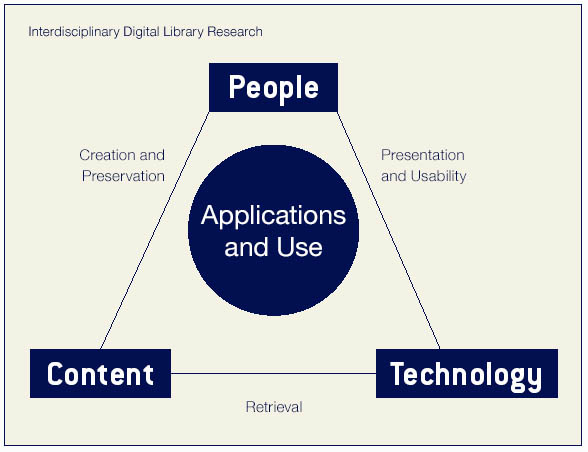 Interdisciplinary Digital Library Research
People
Creation and
Preservation
Presentation
and Usability
Applications
and Use
Content
Technology
Retrieval